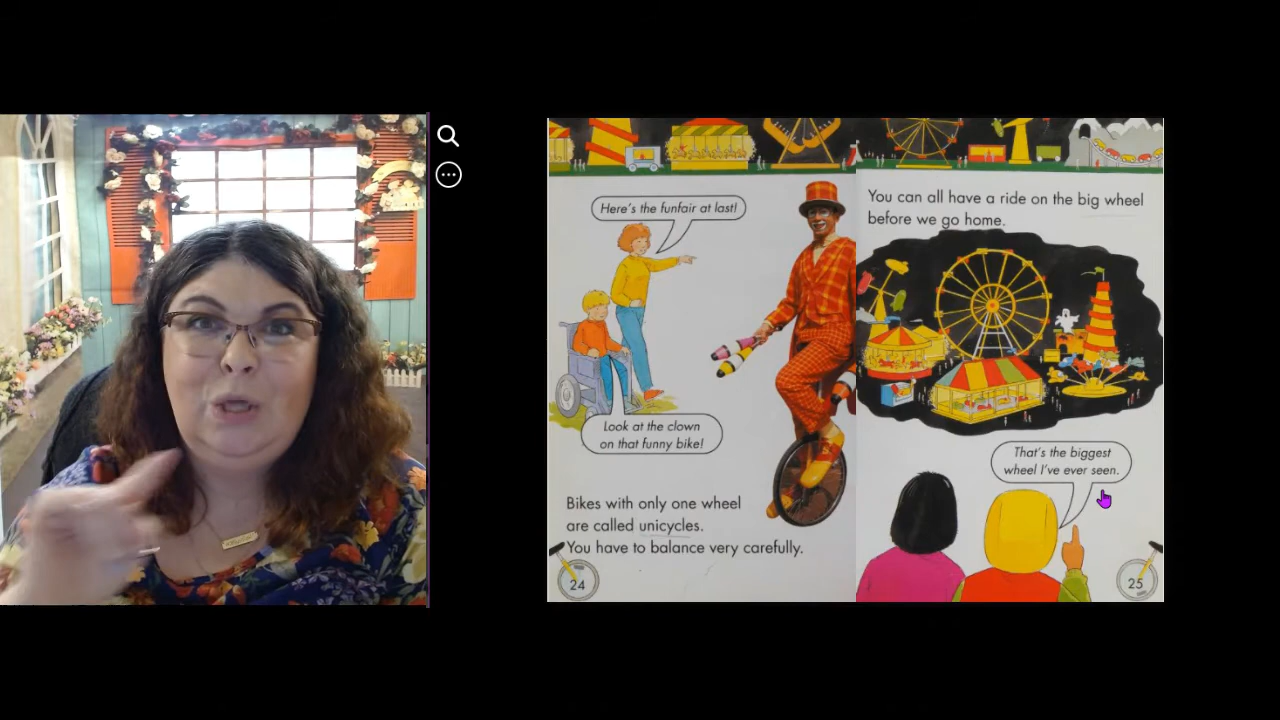 Here's the funfair at last!
Look at the clown
on that funny bike!
Bikes with only one wheel
are called unicycles.
You have to balance very carefully.
24
You can all have a ride on the big wheel
before we go home.
That's the biggest
wheel I've ever seen.
25